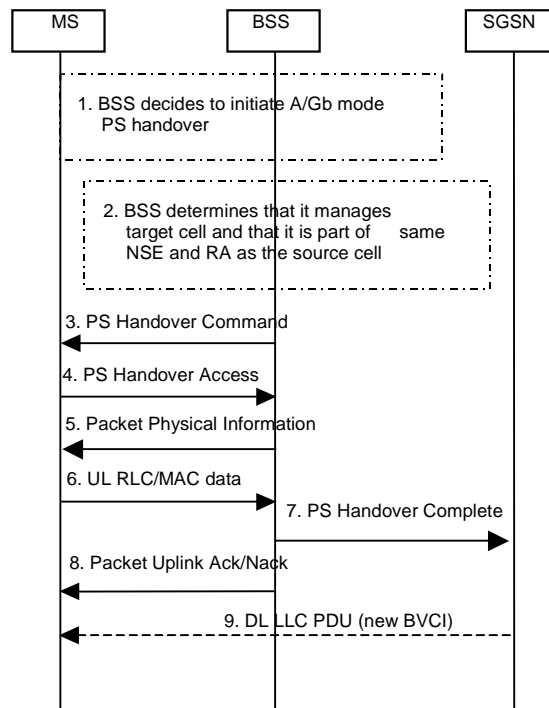 MS
BSS
SGSN
1. BSS decides to initiate A/Gb mode
PS handover
2. BSS determines that it manages
target cell and that it is part of same
NSE and RA as the source cell
3. PS Handover Command
4. PS Handover Access
5. Packet Physical Information
6. UL RLC/MAC data
7. PS Handover Complete
8. Packet Uplink Ack/Nack
9. DL LLC PDU (new BVCI)